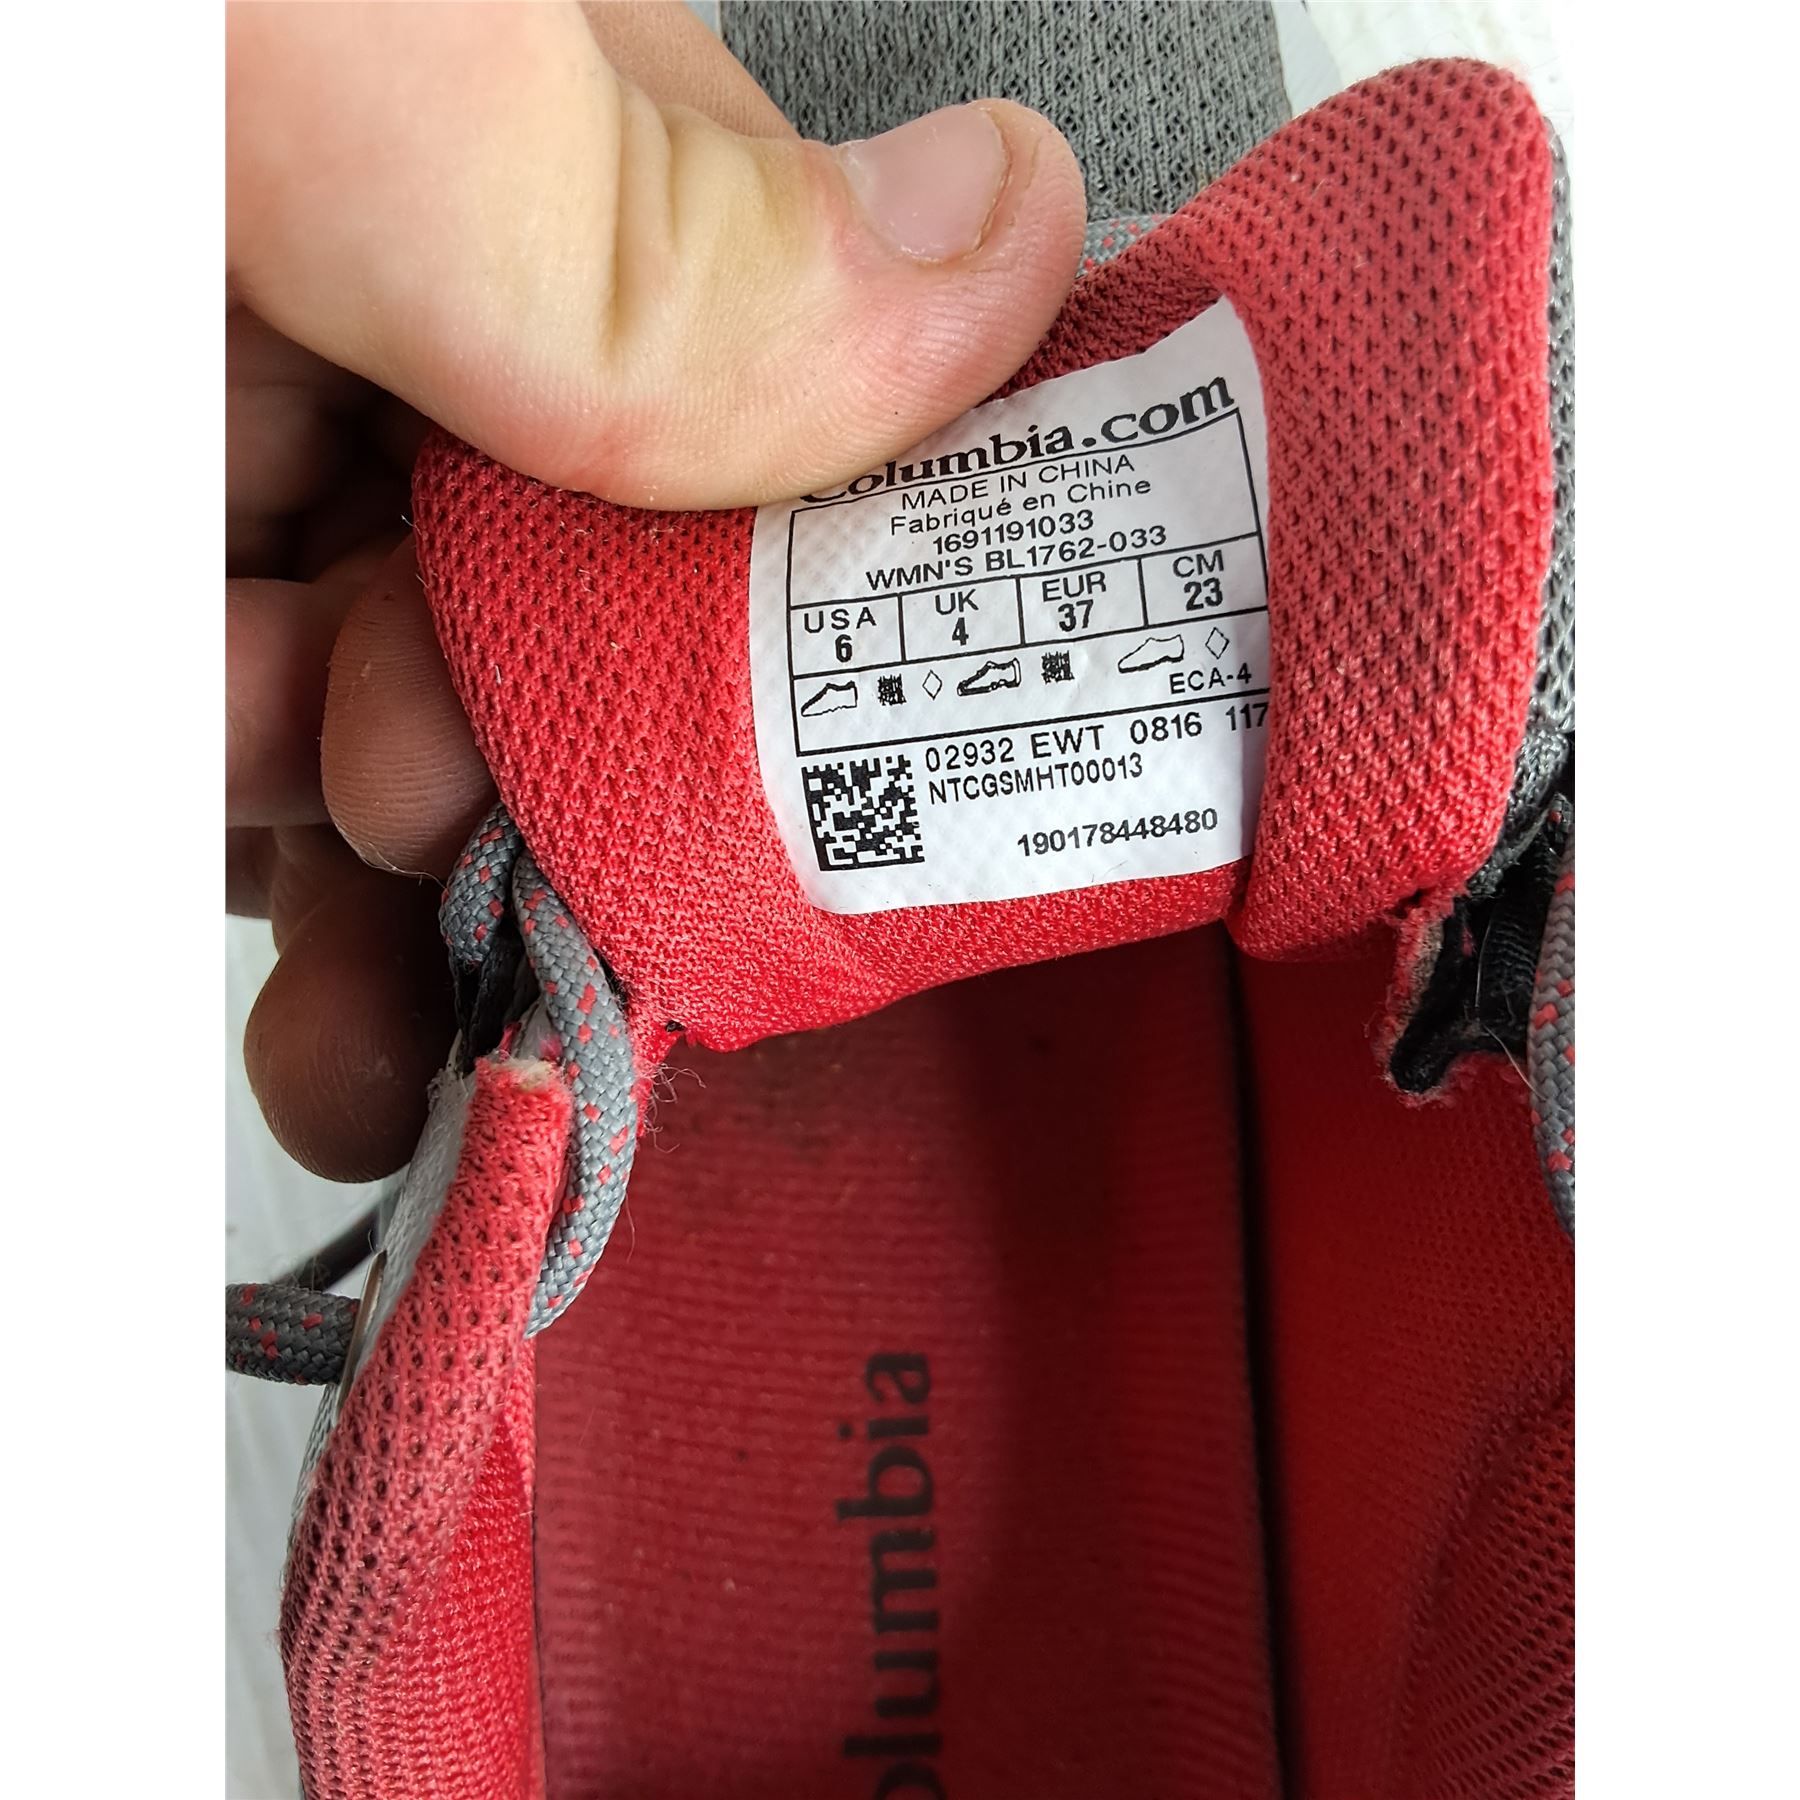 Columbia.com
MADE IN CHINA
Fabriqué en Chine
1691191033
WMN'S BL1762-033
USA UK EUR CM
6 4 37 23
ECA-4
02932 EWT 0816 117
NTCGSMHT00013
190178448480
olumbia